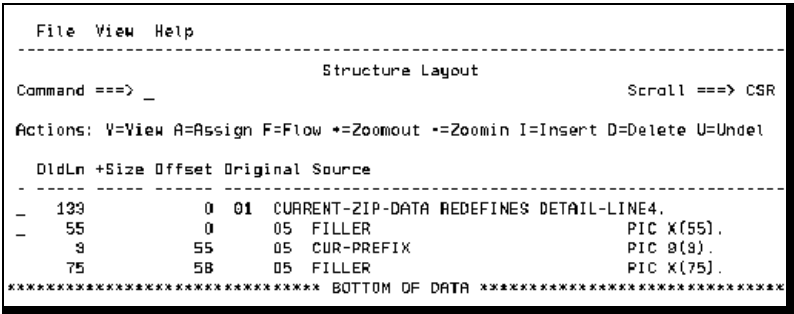 File View Help
Structure Layout
Command ===> _ Scroll ===> CSR
Actions: V=View A=Assign F=Flow +=Zoomout -=Zoomin I=Insert D=Delete U=Undel
OldLn +Size Offset Original Source
- ----- ----- ------ -------- ------
_ 133 0 01 CURRENT-ZIP-DATA REDEFINES DETAIL-LINE4.
_ 55 0 05 FILLER PIC X(55).
3 55 05 CUR-PREFIX PIC 9(3).
75 58 05 FILLER PIC X(75).
******************************** BOTTOM OF DATA *******************************